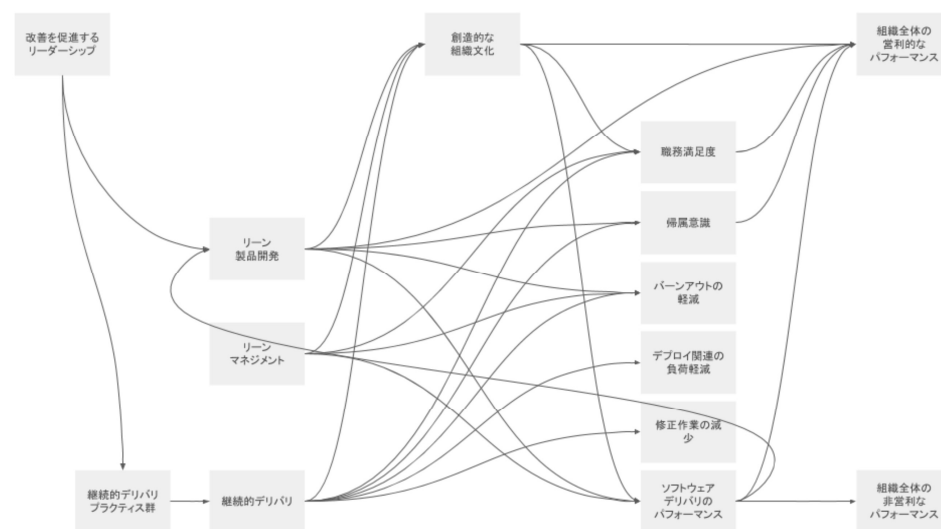 改善を促進する
リーダーシップ
創造的な
組織文化
組織全体の
営利的な
パフォーマンス
職務満足度
帰属意識
リーン
製品開発
バーンアウトの
軽減
リーン
マネジメント
デプロイ関連の
負荷軽減
修正作業の減
少
継続的デリバリ
プラクティス群
継続的デリバリ
ソフトウェア
デリバリの
パフォーマンス
組織全体の
非営利な
パフォーマンス